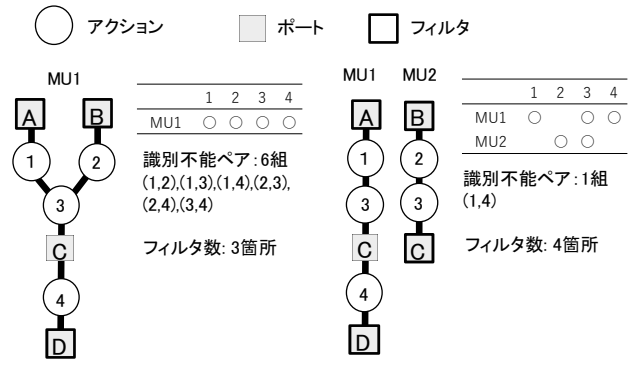 アクション ポート フィルタ
MU1
A B
1 2
3
C
4
D
1 2 3 4
MU1 ○ ○ ○ ○
識別不能ペア:6組
(1,2),(1,3),(1,4),(2,3),
(2,4),(3,4)
フィルタ数: 3箇所
MU1 MU2
A B
1 2
3 3
C C
4
D
1 2 3 4
MU1 ○ ○ ○
MU2 ○ ○
識別不能ペア:1組
(1,4)
フィルタ数: 4箇所